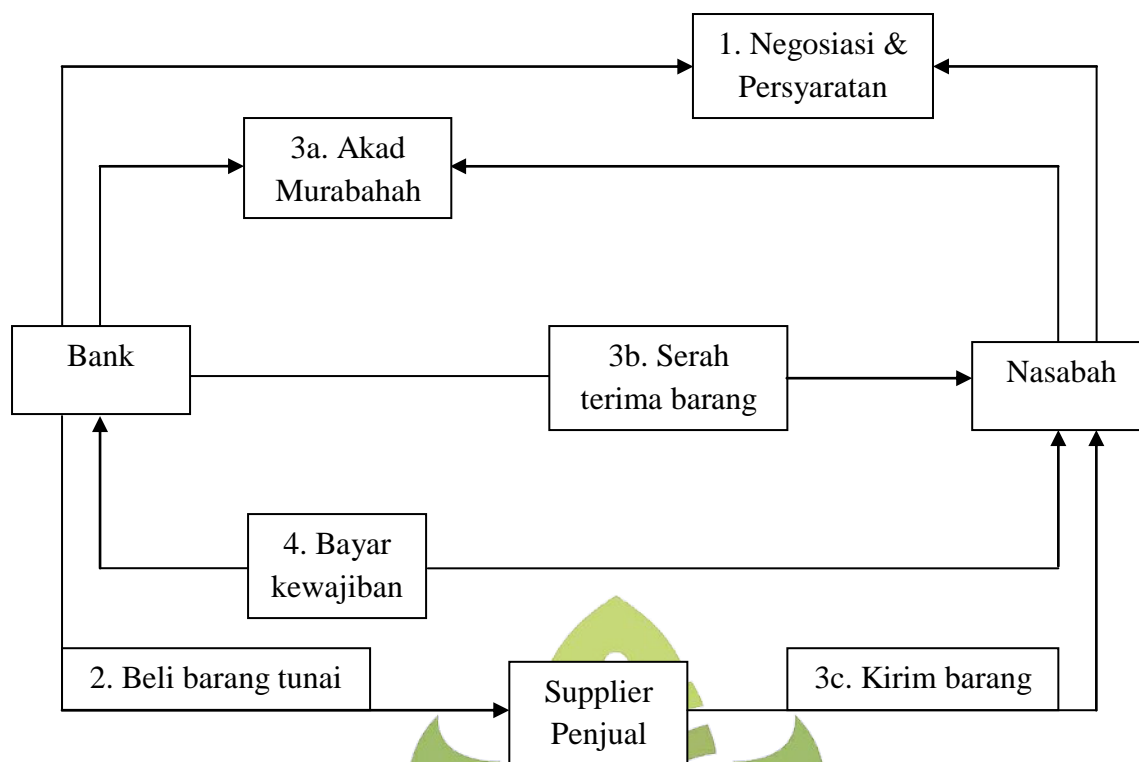 1. Negosiasi &
Persyaratan
3a. Akad
Murabahah
Bank
3b. Serah
terima barang
Nasabah
4. Bayar
kewajiban
2. Beli barang tunai
Supplier
Penjual
3c. Kirim barang